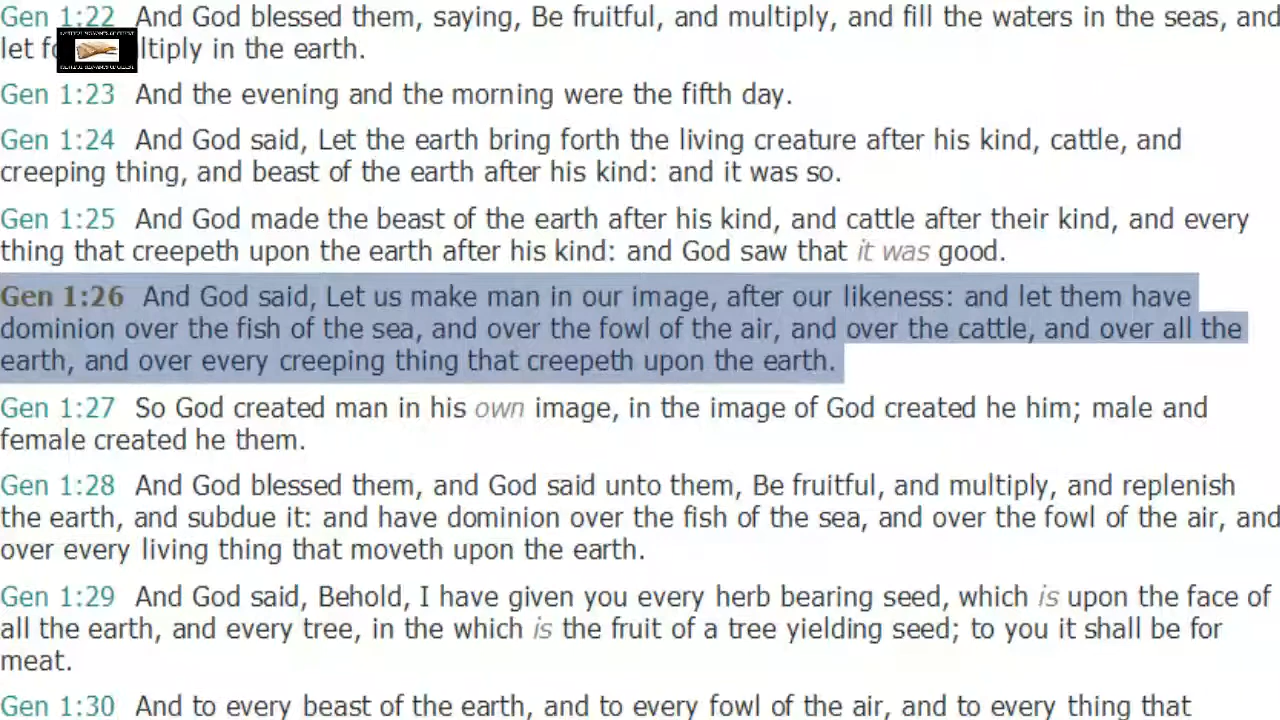 Gen 1:22 And God blessed them, saying, Be fruitful, and multiply, and fill the waters in the seas, and
let ltiply in the earth.
Gen 1:23 And the evening and the morning were the fifth day.
Gen 1:24 And God said, Let the earth bring forth the living creature after his kind, cattle, and
creeping thing, and beast of the earth after his kind: and it was so.
Gen 1:25 And God made the beast of the earth after his kind, and cattle after their kind, and every
thing that creepeth upon the earth after his kind: and God saw that it was good.
Gen 1:26 And God said, Let us make man in our image, after our likeness: and let them have
dominion over the fish of the sea, and over the fowl of the air, and over the cattle, and over all the
earth, and over every creeping thing that creepeth upon the earth.
Gen 1:27 So God created man in his own image, in the image of God created he him; male and
female created he them.
Gen 1:28 And God blessed them, and God said unto them, Be fruitful, and multiply, and replenish
the earth, and subdue it: and have dominion over the fish of the sea, and over the fowl of the air, and
over every living thing that moveth upon the earth.
Gen 1:29 And God said, Behold, I have given you every herb bearing seed, which is upon the face of
all the earth, and every tree, in the which is the fruit of a tree yielding seed; to you it shall be for
meat.
Gen 1:30 And to every beast of the earth, and to every fowl of the air, and to every thing that